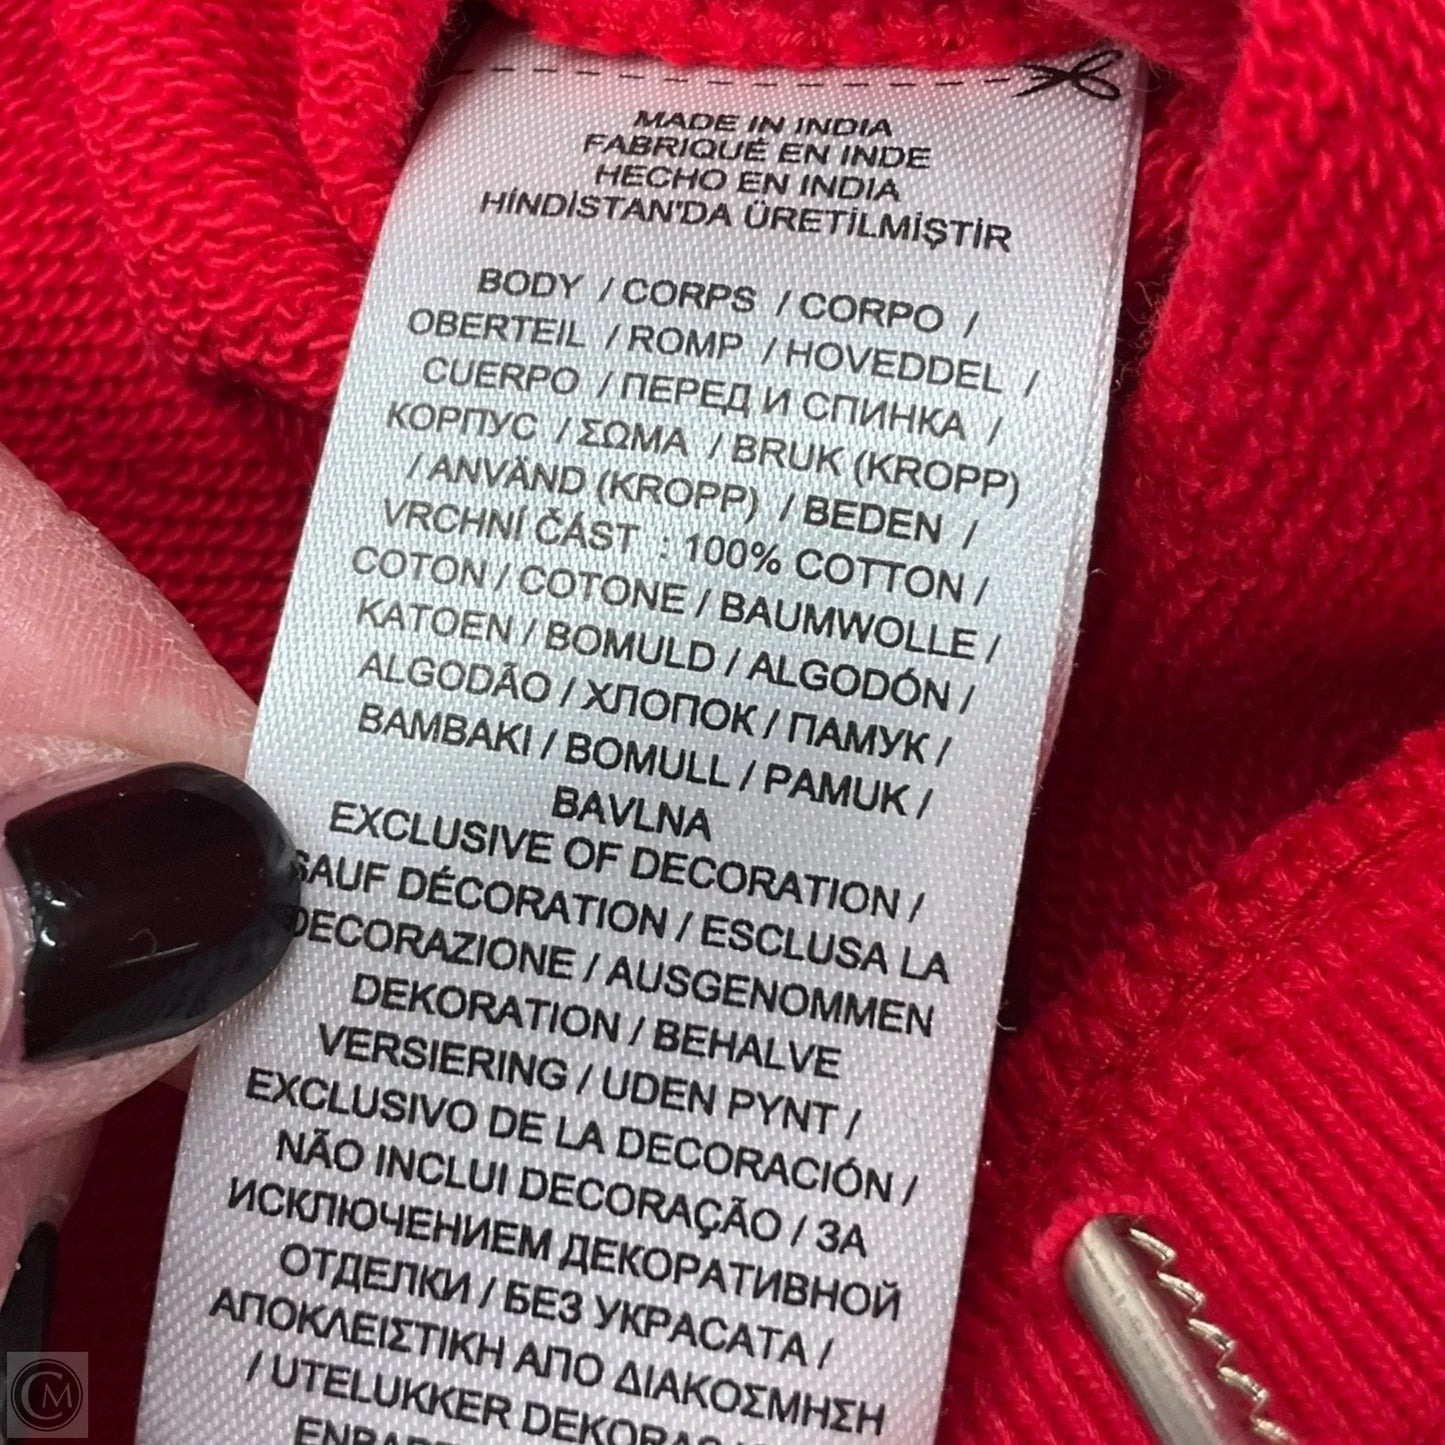 MADE IN INDIA
FABRIQUÉ EN INDE
HECHO EN INDIA
HİNDİSTAN'DA ÜRETİLMİŞTİR
BODY / CORPS / CORPO /
OBERTEIL / ROMP / HOVEDDEL /
CUERPO / ПЕРЕД И СПИНКА /
КОРПУС / ΣΩΜΑ / BRUK (KROPP)
/ ANVÄND (KROPP) / BEDEN /
VRCHNÍ ČÁST : 100% COTTON /
COTON / COTONE / BAUMWOLLE /
KATOEN / BOMULD / ALGODÓN /
ALGODÃO / ХЛОПОК / ПАМУК /
BAMBAKI / BOMULL / PAMUK /
BAVLNA
EXCLUSIVE OF DECORATION /
SAUF DÉCORATION / ESCLUSA LA
DECORAZIONE / AUSGENOMMEN
DEKORATION / BEHALVE
VERSIERING / UDEN PYNT /
EXCLUSIVO DE LA DECORACIÓN /
NÃO INCLUI DECORAÇÃO / ЗА
ИСКЛЮЧЕНИЕМ ДЕКОРАТИВНОЙ
ОТДЕЛКИ / БЕЗ УКРАСАТА /
ΑΠΟΚΛΕΙΣΤΙΚΗ ΑΠΟ ΔΙΑΚΟΣΜΗΣΗ
/ UTELUKKER
CM